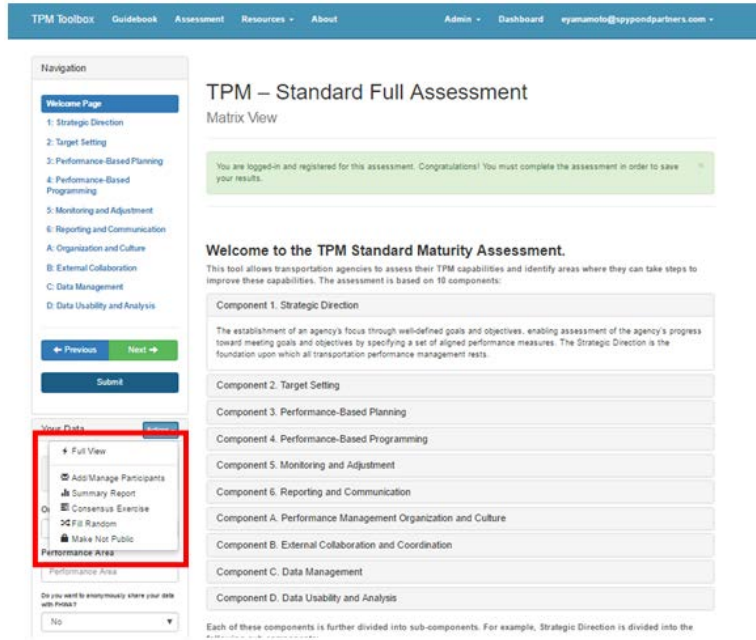 TPM Toolbox Guidebook Assessment Resources About Admin Dashboard eyamamoto@spypondpartners.com
Navigation
Welcome Page
1: Strategic Direction
2: Target Setting
3: Performance-Based Planning
4: Performance-Based
Programming
5: Monitoring and Adjustment
6: Reporting and Communication
A: Organization and Culture
B: External Collaboration
C: Data Management
D: Data Usability and Analysis
← Previous Next →
Submit
Your Data
Full View
Add/Manage Participants
Summary Report
Consensus Exercise
Fill Random
Make Not Public
Performance Area
Performance Area
Do you want to anonymously share your data
with FHWA?
No
TPM – Standard Full Assessment
Matrix View
You are logged-in and registered for this assessment. Congratulations! You must complete the assessment in order to save
your results.
×
Welcome to the TPM Standard Maturity Assessment.
This tool allows transportation agencies to assess their TPM capabilities and identify areas where they can take steps to
improve these capabilities. The assessment is based on 10 components:
Component 1. Strategic Direction
The establishment of an agency's focus through well-defined goals and objectives, enabling assessment of the agency's progress
toward meeting goals and objectives by specifying a set of aligned performance measures. The Strategic Direction is the
foundation upon which all transportation performance management rests.
Component 2. Target Setting
Component 3. Performance-Based Planning
Component 4. Performance-Based Programming
Component 5. Monitoring and Adjustment
Component 6. Reporting and Communication
Component A. Performance Management Organization and Culture
Component B. External Collaboration and Coordination
Component C. Data Management
Component D. Data Usability and Analysis
Each of these components is further divided into sub-components. For example, Strategic Direction is divided into the